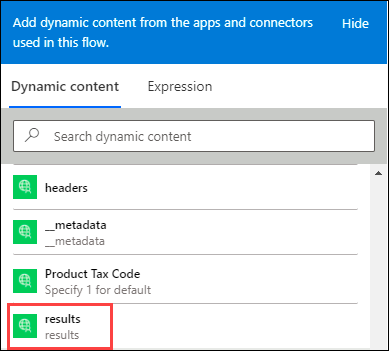 Add dynamic content from the apps and connectors
used in this flow.
Hide
Dynamic content
Expression
Search dynamic content
headers
__metadata
__metadata
Product Tax Code
Specify 1 for default
results
results